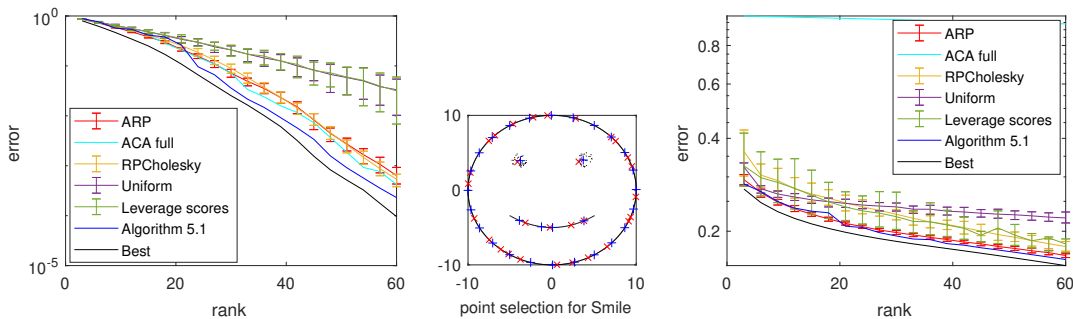 10^0
10^-5
error
0
20
40
60
rank
ARP
ACA full
RPCholesky
Uniform
Leverage scores
Algorithm 5.1
Best
10
0
-10
-10
0
10
point selection for Smile
0.8
0.6
0.4
0.2
error
20
40
60
rank
ARP
ACA full
RPCholesky
Uniform
Leverage scores
Algorithm 5.1
Best